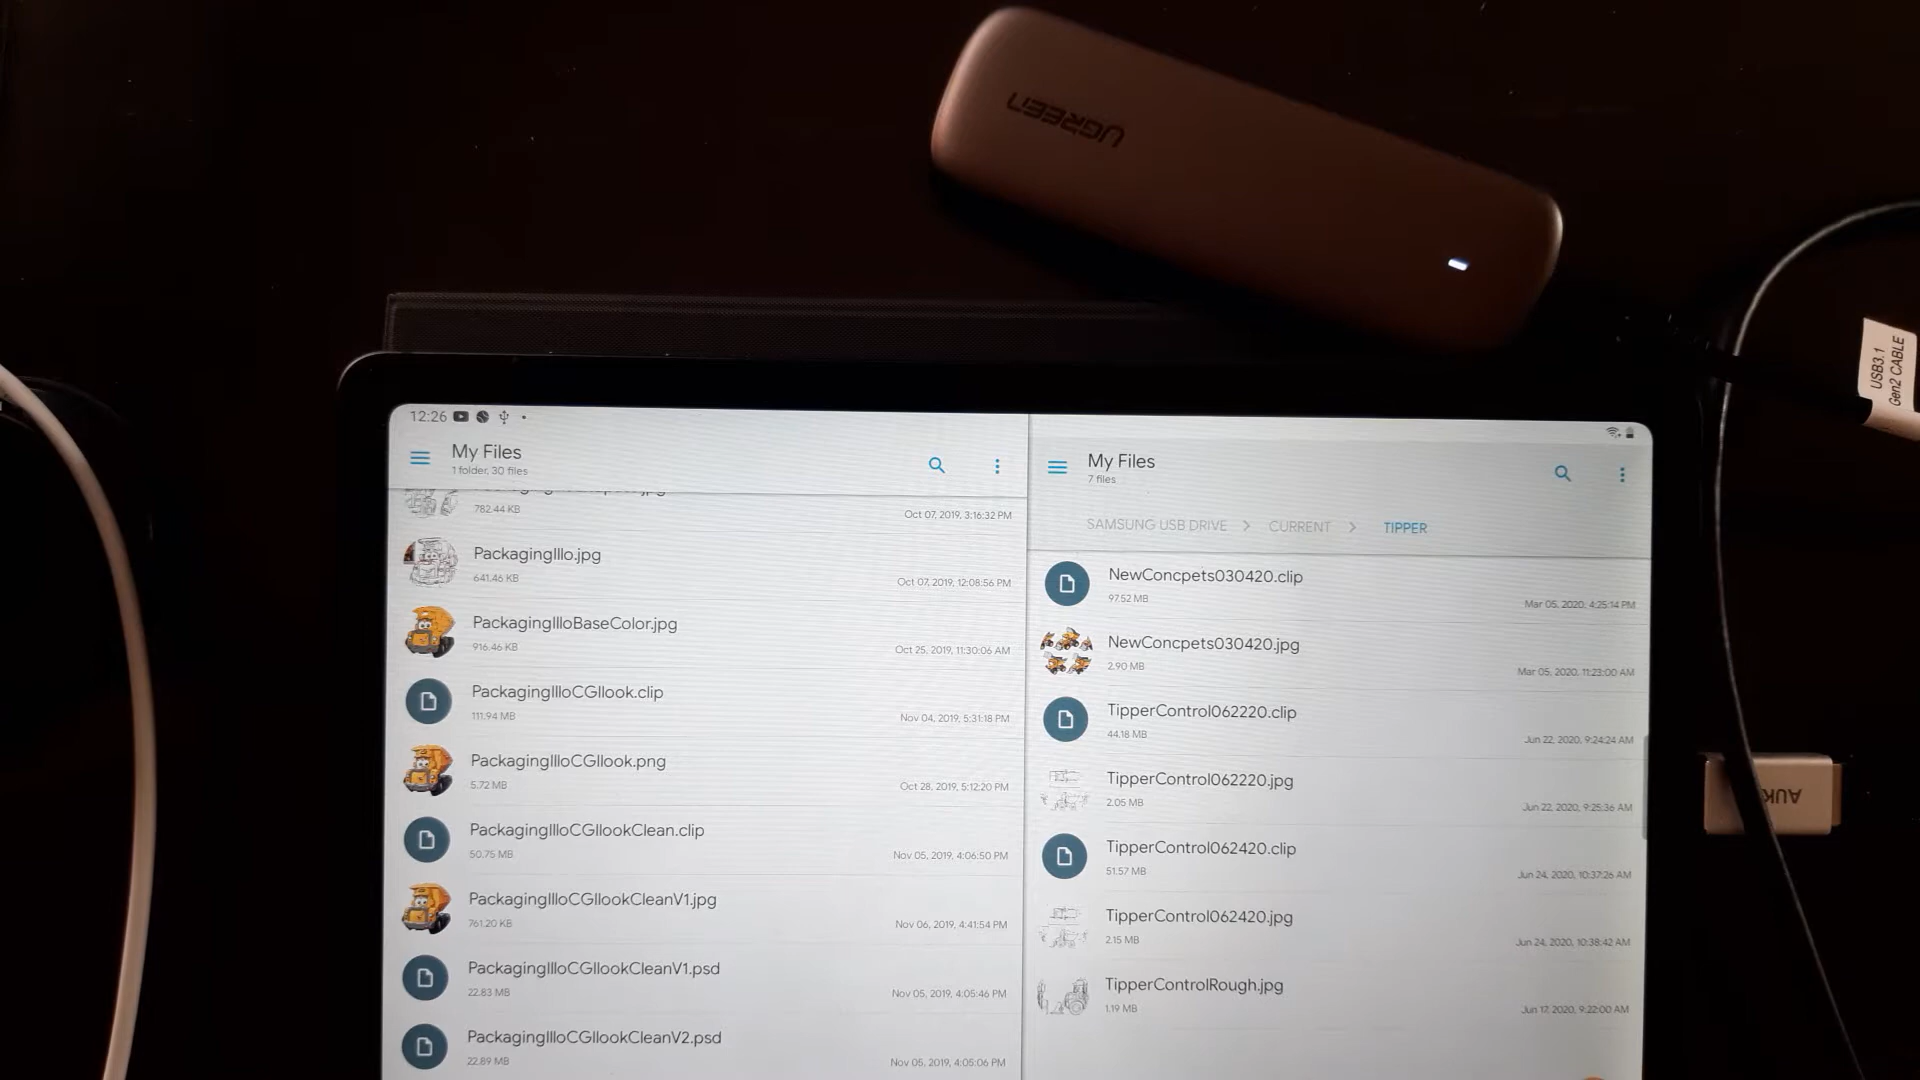 UGREEN
USB3.1
Gen2 CABLE
12:26
My Files
1 folder, 30 files
782.44 KB
Oct 07, 2019, 3:16:32 PM
PackagingIllo.jpg
641.46 KB
Oct 07, 2019, 12:08:56 PM
PackagingIlloBaseColor.jpg
916.46 KB
Oct 25, 2019, 11:30:06 AM
PackagingIlloCGIlook.clip
111.94 MB
Nov 04, 2019, 5:31:18 PM
PackagingIlloCGIlook.png
5.72 MB
Oct 28, 2019, 5:12:20 PM
PackagingIlloCGIlookClean.clip
50.75 MB
Nov 05, 2019, 4:06:50 PM
PackagingIlloCGIlookCleanV1.jpg
761.20 KB
Nov 06, 2019, 4:41:54 PM
PackagingIlloCGIlookCleanV1.psd
22.83 MB
Nov 05, 2019, 4:05:46 PM
PackagingIlloCGIlookCleanV2.psd
22.89 MB
Nov 05, 2019, 4:05:06 PM
My Files
7 files
SAMSUNG USB DRIVE > CURRENT > TIPPER
NewConcpets030420.clip
97.52 MB
Mar 05, 2020, 4:25:14 PM
NewConcpets030420.jpg
2.90 MB
Mar 05, 2020, 11:23:00 AM
TipperControl062220.clip
44.18 MB
Jun 22, 2020, 9:24:24 AM
TipperControl062220.jpg
2.05 MB
Jun 22, 2020, 9:25:36 AM
TipperControl062420.clip
51.57 MB
Jun 24, 2020, 10:37:26 AM
TipperControl062420.jpg
2.15 MB
Jun 24, 2020, 10:38:42 AM
TipperControlRough.jpg
1.19 MB
Jun 17, 2020, 9:22:00 AM
AUK